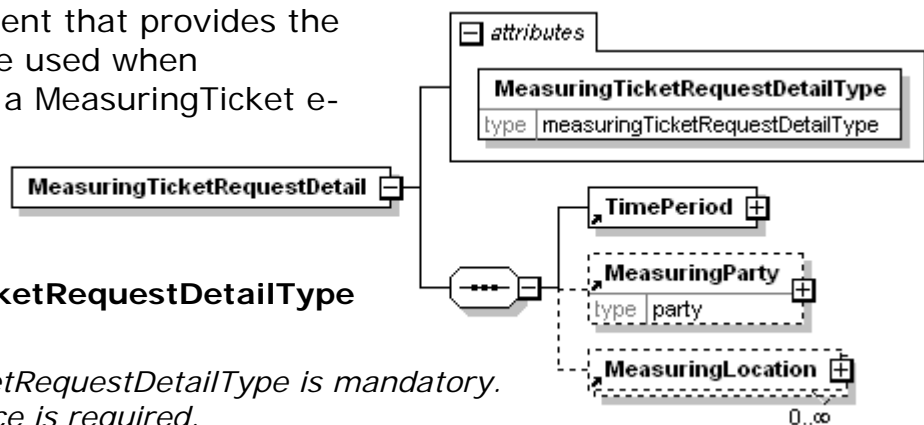 ent that provides the
e used when
a MeasuringTicket e-
attributes
MeasuringTicketRequestDetailType
type measuringTicketRequestDetailType
MeasuringTicketRequestDetail
TimePeriod
MeasuringParty
type party
MeasuringLocation
0..∞
ketRequestDetailType
etRequestDetailType is mandatory.
ce is required.